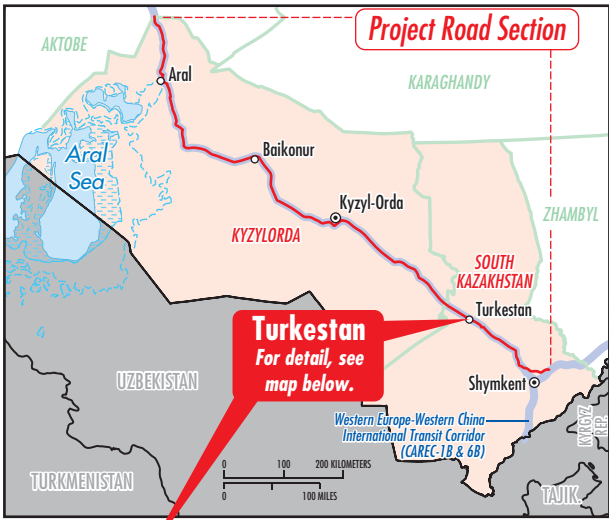 Project Road Section
AKTOBE
KARAGHANDY
Aral
Aral
Sea
Baikonur
Kyzyl-Orda
KYZYLORDA
ZHAMBYL
SOUTH
KAZAKHSTAN
Turkestan
Turkestan
For detail, see
map below.
UZBEKISTAN
Shymkent
Western Europe-Western China
International Transit Corridor
(CAREC-1B & 6B)
KYRGYZ
REP.
0 100 200 KILOMETERS
0 100 MILES
TURKMENISTAN
TAJIK.